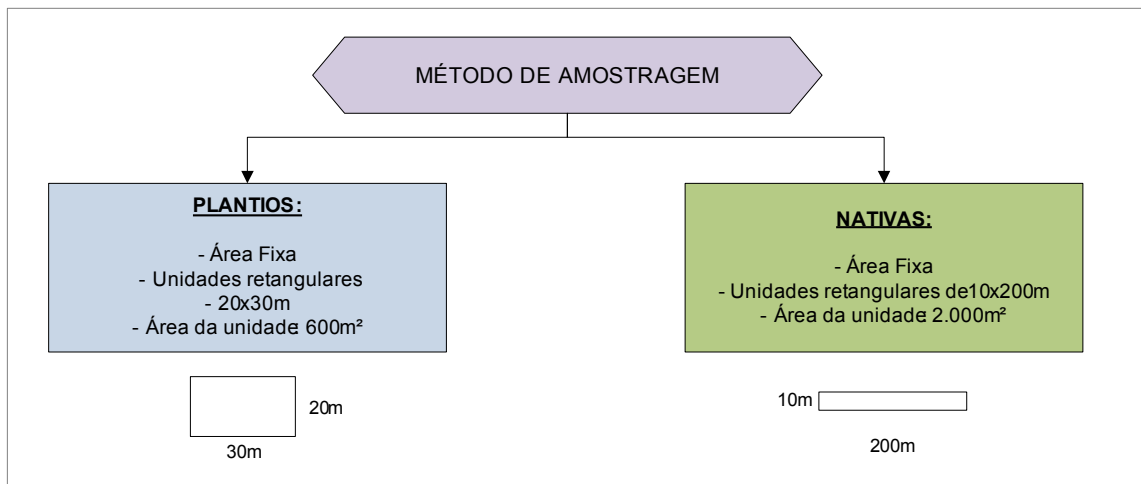 MÉTODO DE AMOSTRAGEM
PLANTIOS:
- Área Fixa
- Unidades retangulares
- 20x30m
- Área da unidade: 600m²
20m
30m
NATIVAS:
- Área Fixa
- Unidades retangulares de10x200m
- Área da unidade: 2.000m²
10m
200m